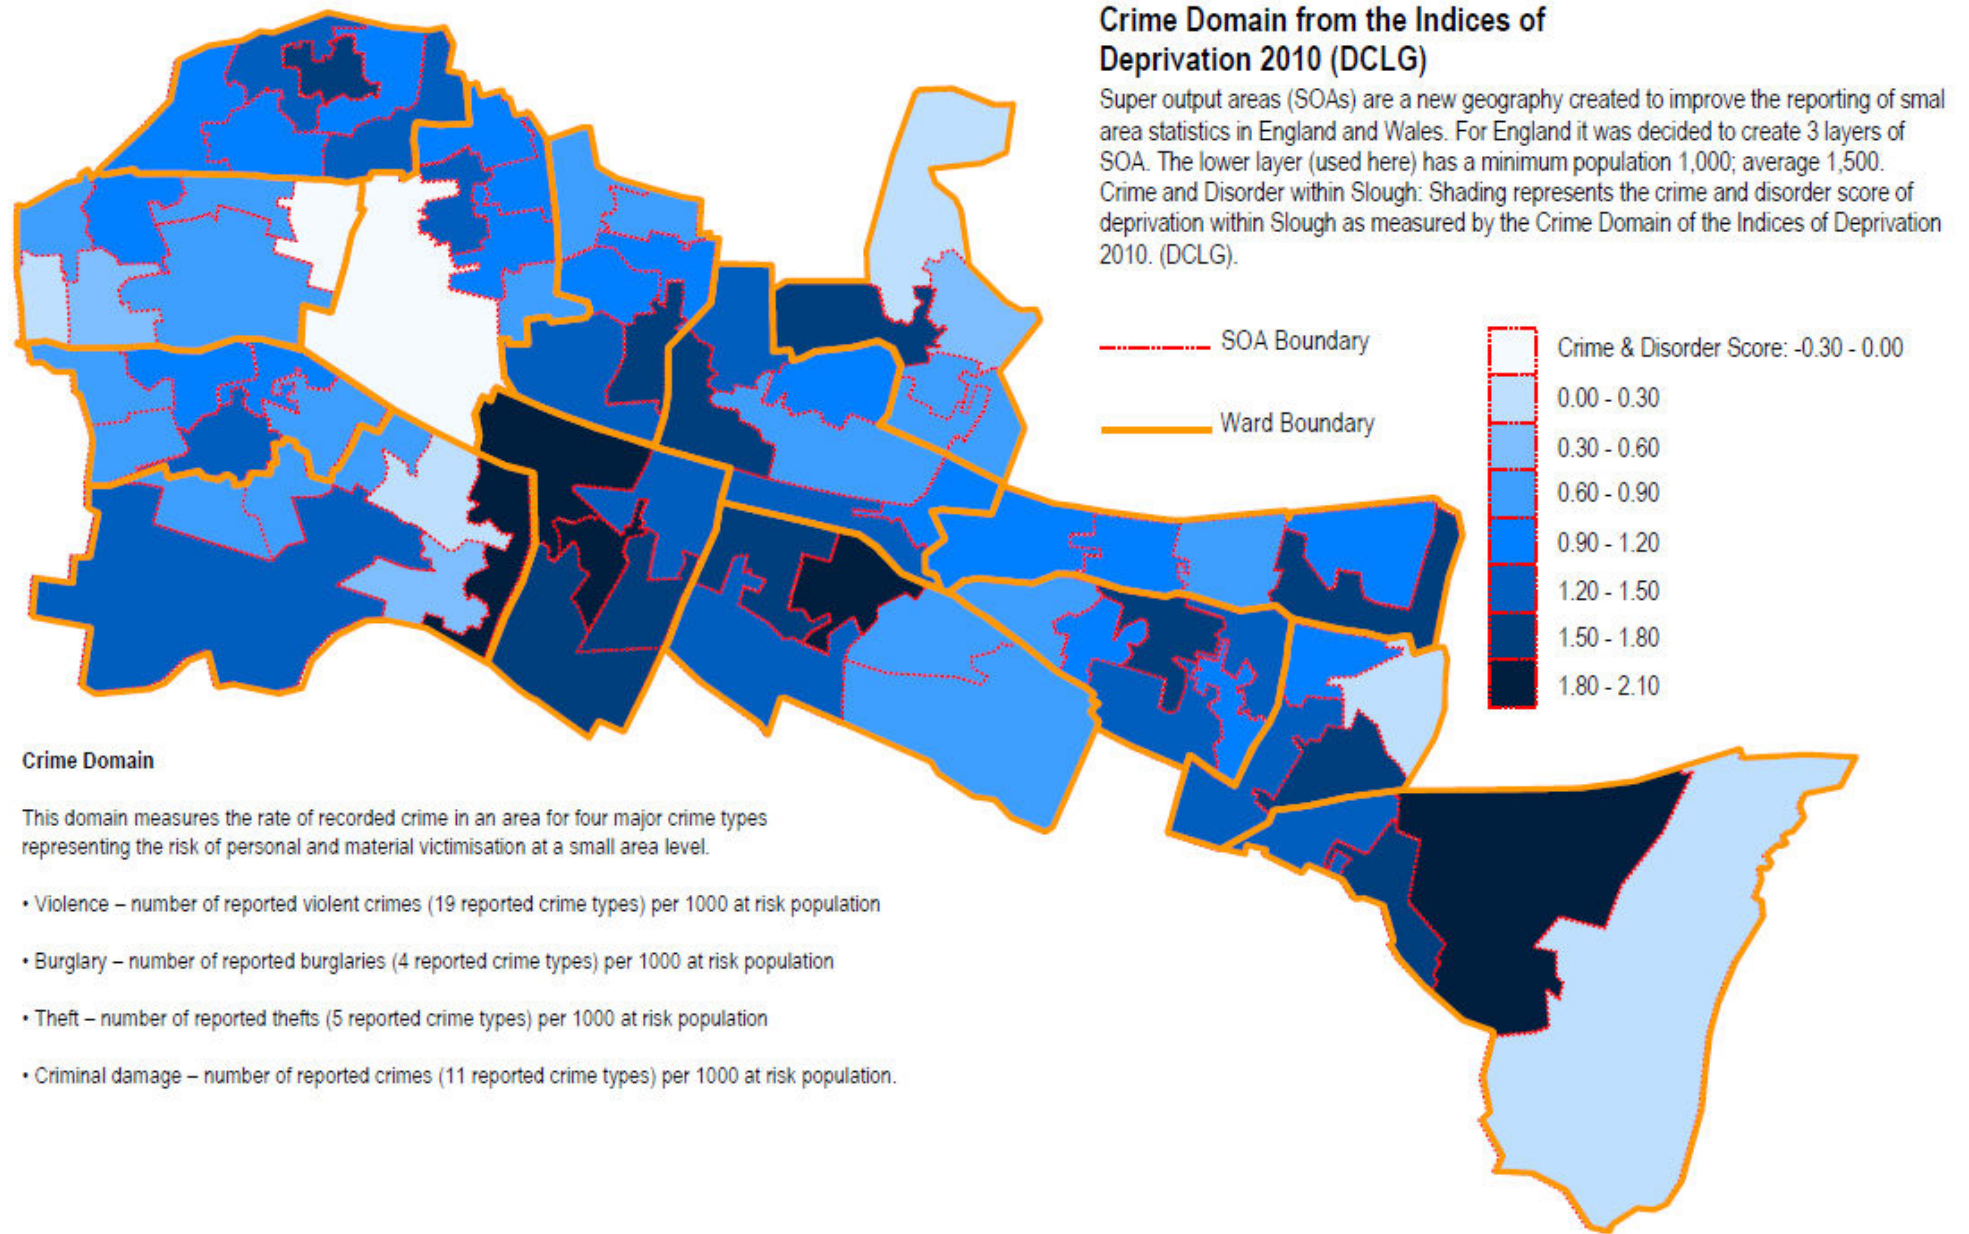 Crime Domain from the Indices of
Deprivation 2010 (DCLG)
Super output areas (SOAs) are a new geography created to improve the reporting of smal
area statistics in England and Wales. For England it was decided to create 3 layers of
SOA. The lower layer (used here) has a minimum population 1,000; average 1,500.
Crime and Disorder within Slough: Shading represents the crime and disorder score of
deprivation within Slough as measured by the Crime Domain of the Indices of Deprivation
2010. (DCLG).
SOA Boundary
Ward Boundary
Crime & Disorder Score: -0.30 - 0.00
0.00 - 0.30
0.30 - 0.60
0.60 - 0.90
0.90 - 1.20
1.20 - 1.50
1.50 - 1.80
1.80 - 2.10
Crime Domain
This domain measures the rate of recorded crime in an area for four major crime types
representing the risk of personal and material victimisation at a small area level.
• Violence – number of reported violent crimes (19 reported crime types) per 1000 at risk population
• Burglary – number of reported burglaries (4 reported crime types) per 1000 at risk population
• Theft – number of reported thefts (5 reported crime types) per 1000 at risk population
• Criminal damage – number of reported crimes (11 reported crime types) per 1000 at risk population.